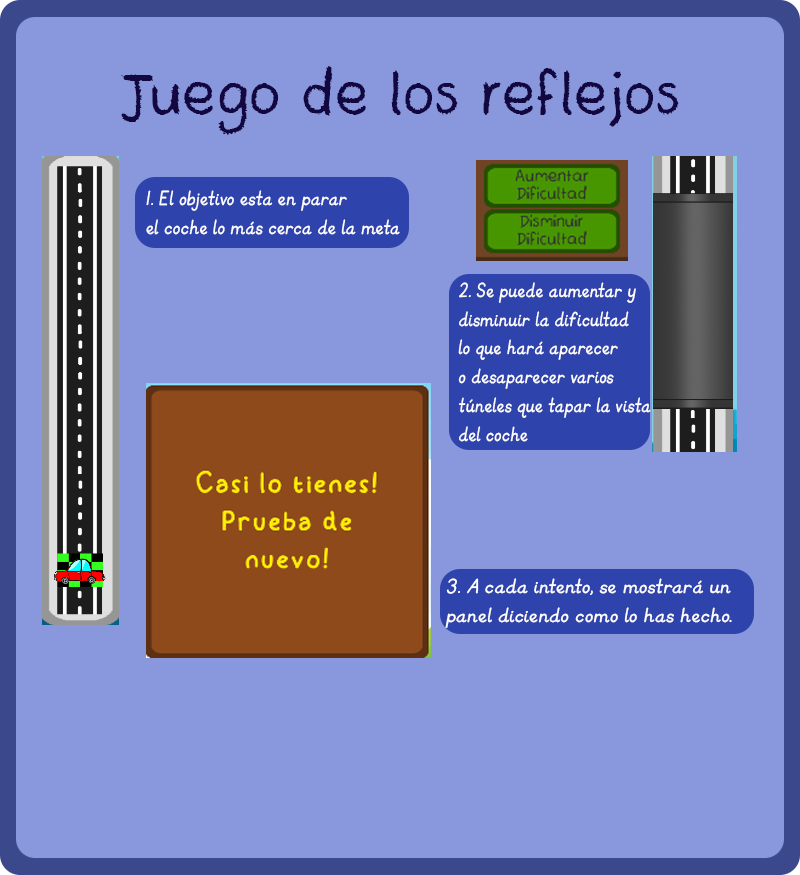 Juego de los reflejos
1. El objetivo esta en parar
el coche lo más cerca de la meta
Aumentar
Dificultad
Disminuir
Dificultad
2. Se puede aumentar y
disminuir la dificultad
lo que hará aparecer
o desaparecer varios
túneles que tapar la vista
del coche
Casi lo tienes!
Prueba de
nuevo!
3. A cada intento, se mostrará un
panel diciendo como lo has hecho.